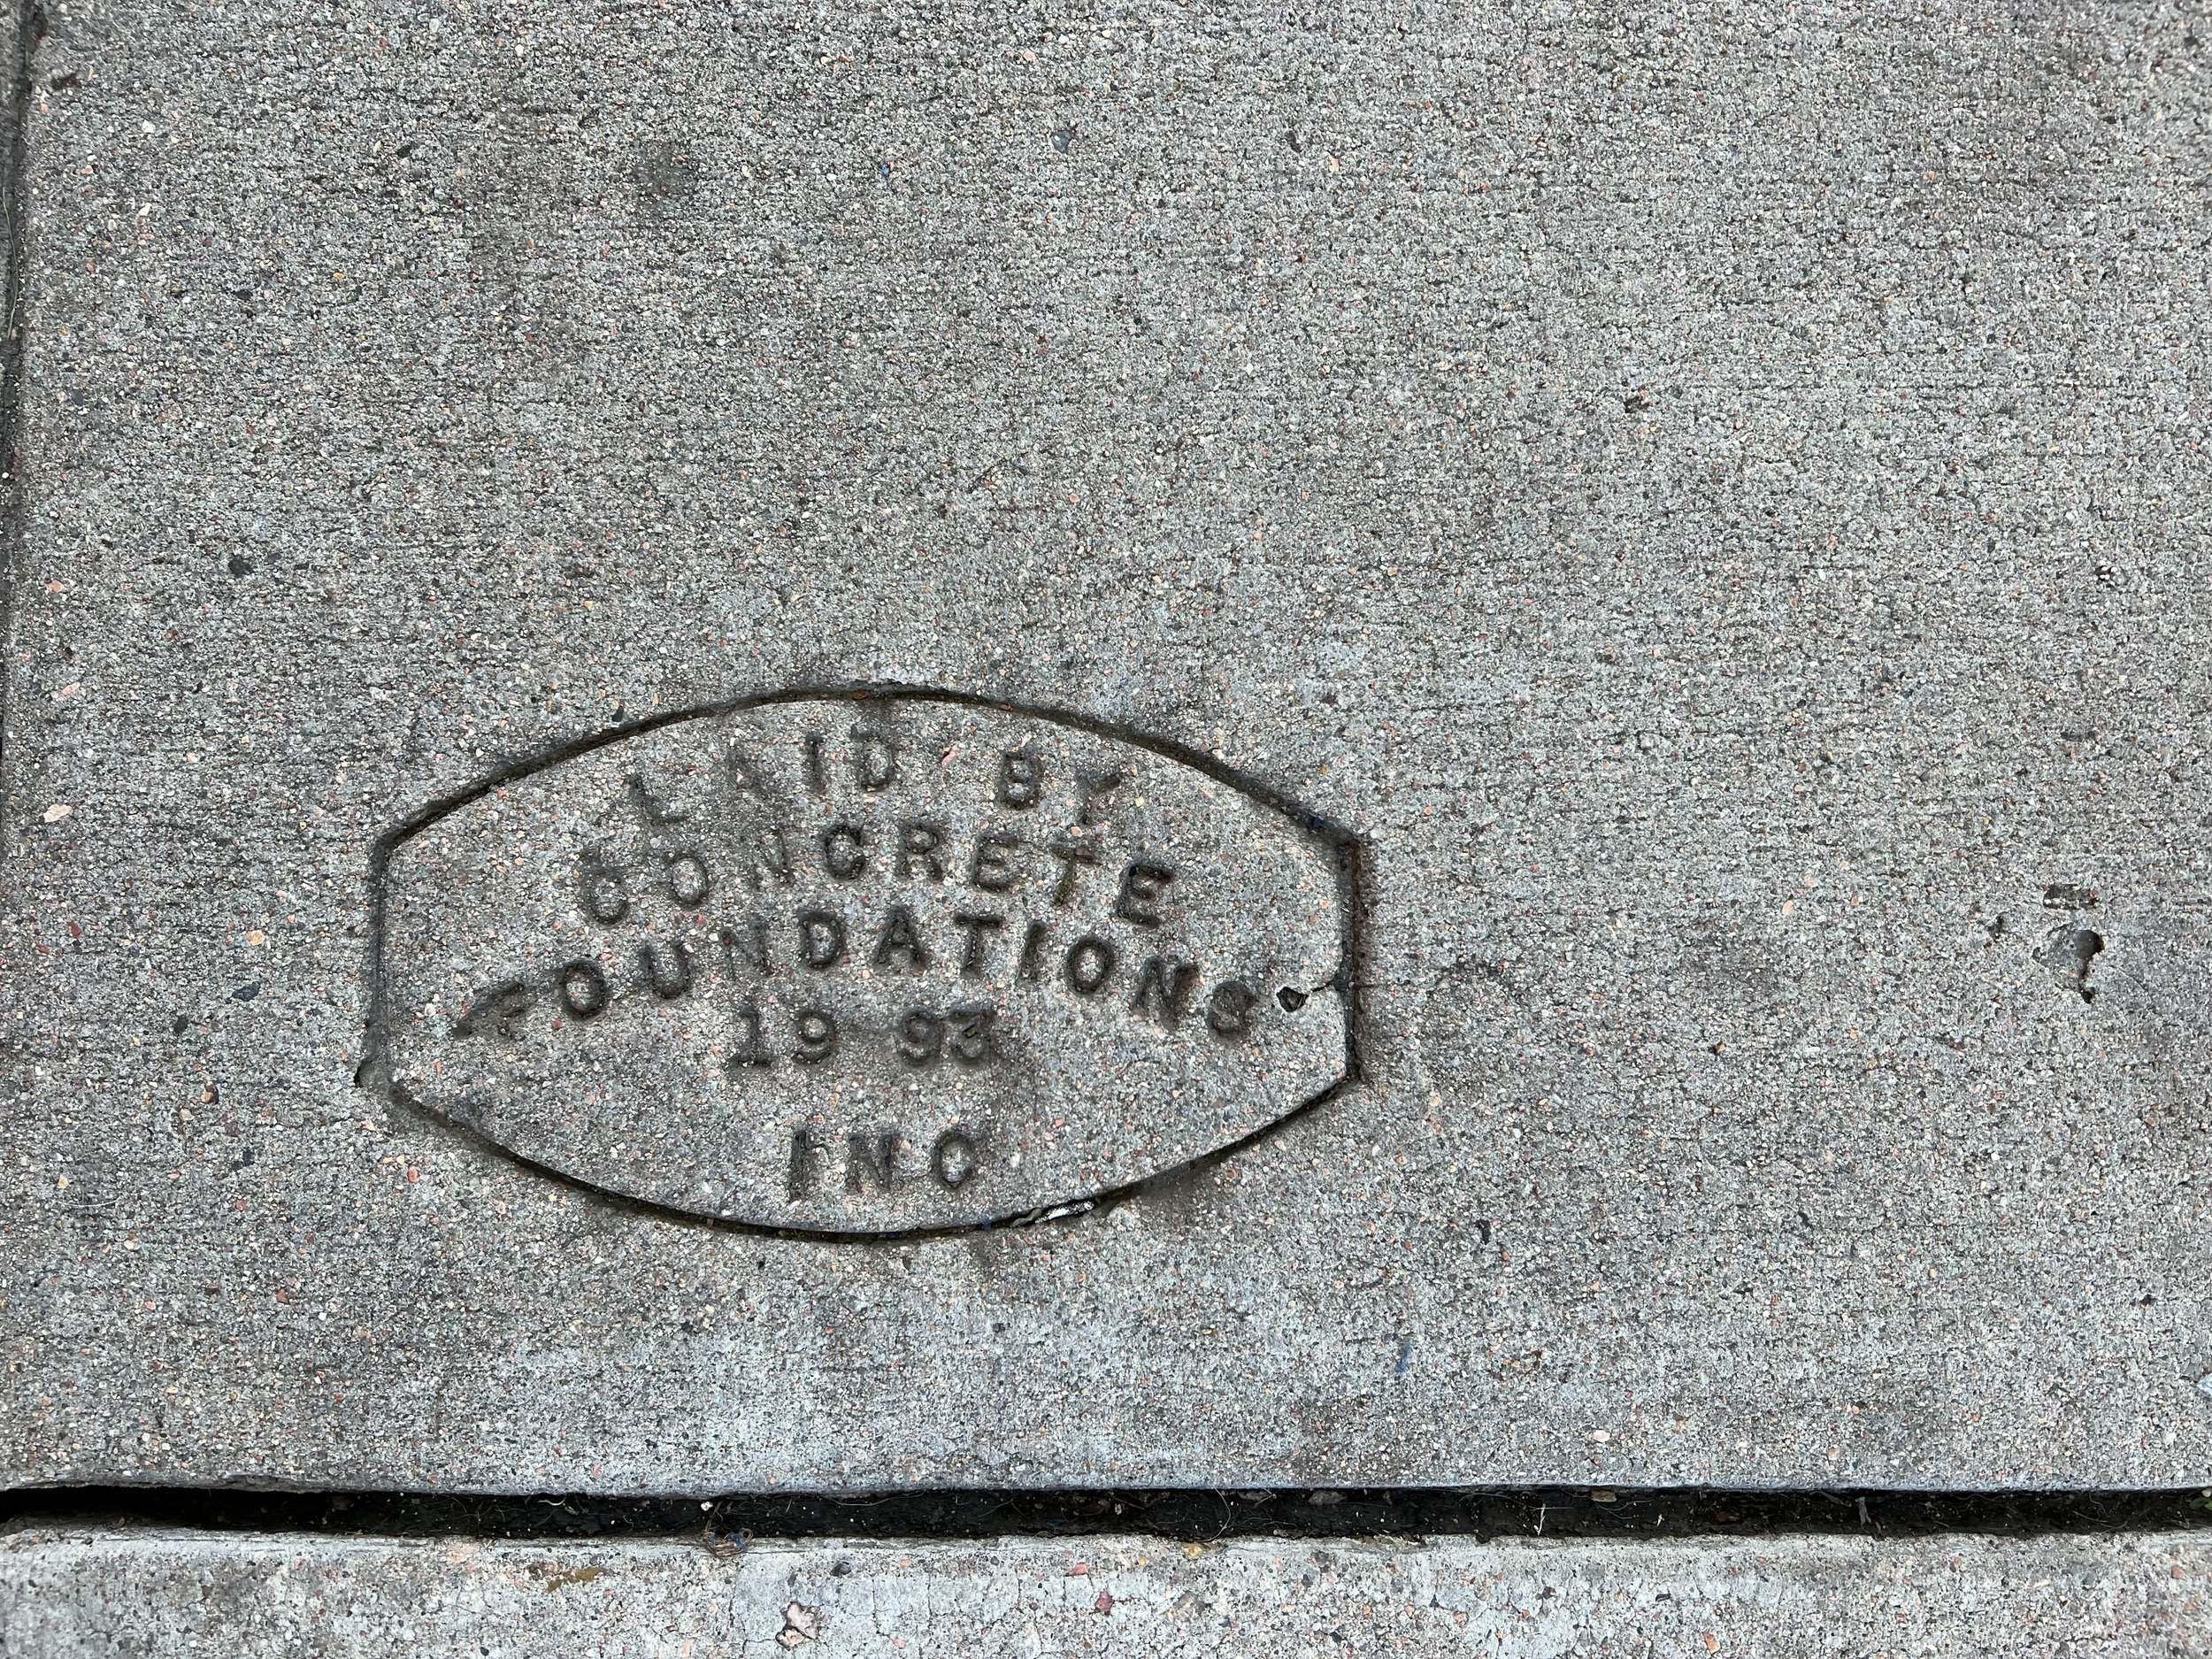 LAID BY
CONCRETE
FOUNDATIONS
19 93
INC